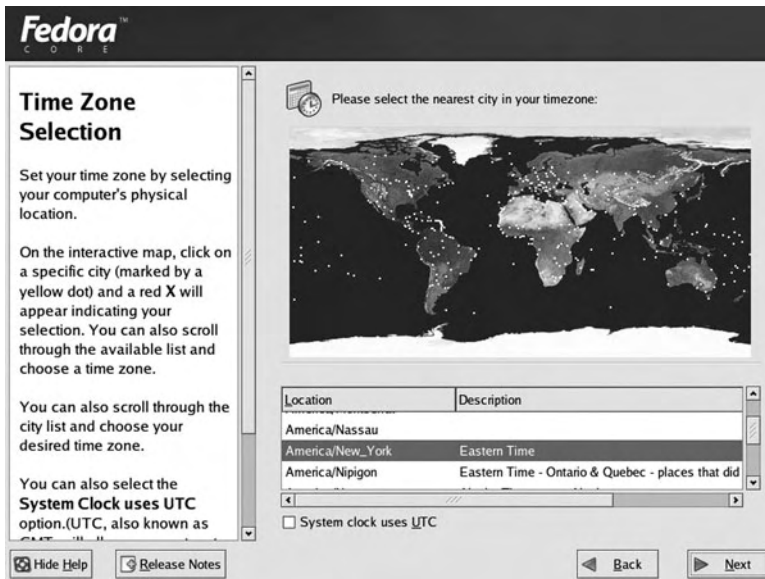 Fedora™
CORE
Time Zone
Selection
Set your time zone by selecting
your computer's physical
location.
On the interactive map, click on
a specific city (marked by a
yellow dot) and a red X will
appear indicating your
selection. You can also scroll
through the available list and
choose a time zone.
You can also scroll through the
city list and choose your
desired time zone.
You can also select the
System Clock uses UTC
option.(UTC, also known as
Please select the nearest city in your timezone:
Location Description
America/Nassau
America/New_York Eastern Time
America/Nipigon Eastern Time - Ontario & Quebec - places that did
System clock uses UTC
Hide Help
Release Notes
Back
Next